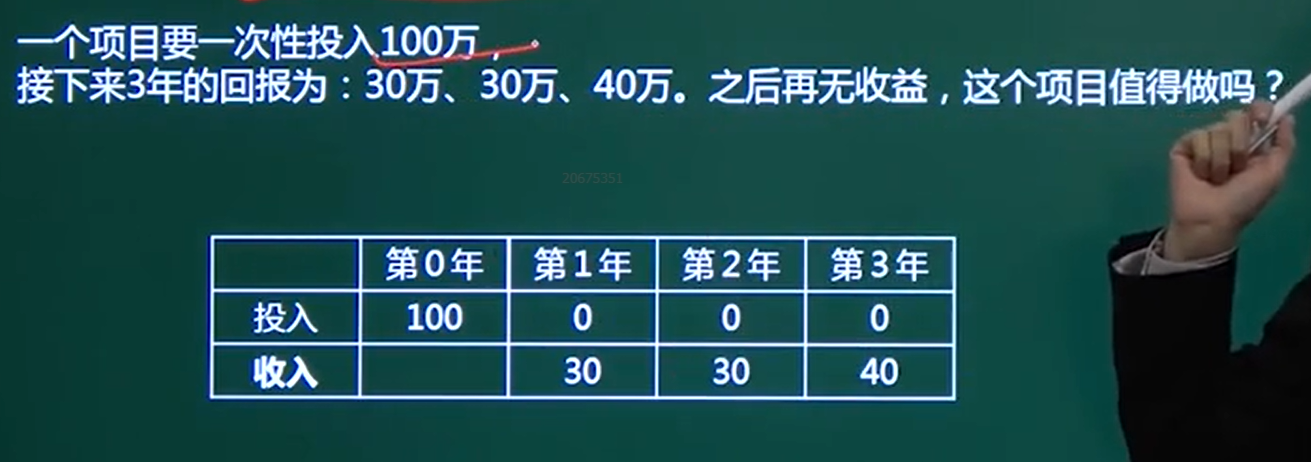 一个项目要一次性投入100万，
接下来3年的回报为：30万、30万、40万。之后再无收益，这个项目值得做吗？
20675351
第0年 第1年 第2年 第3年
投入 100 0 0 0
收入 30 30 40